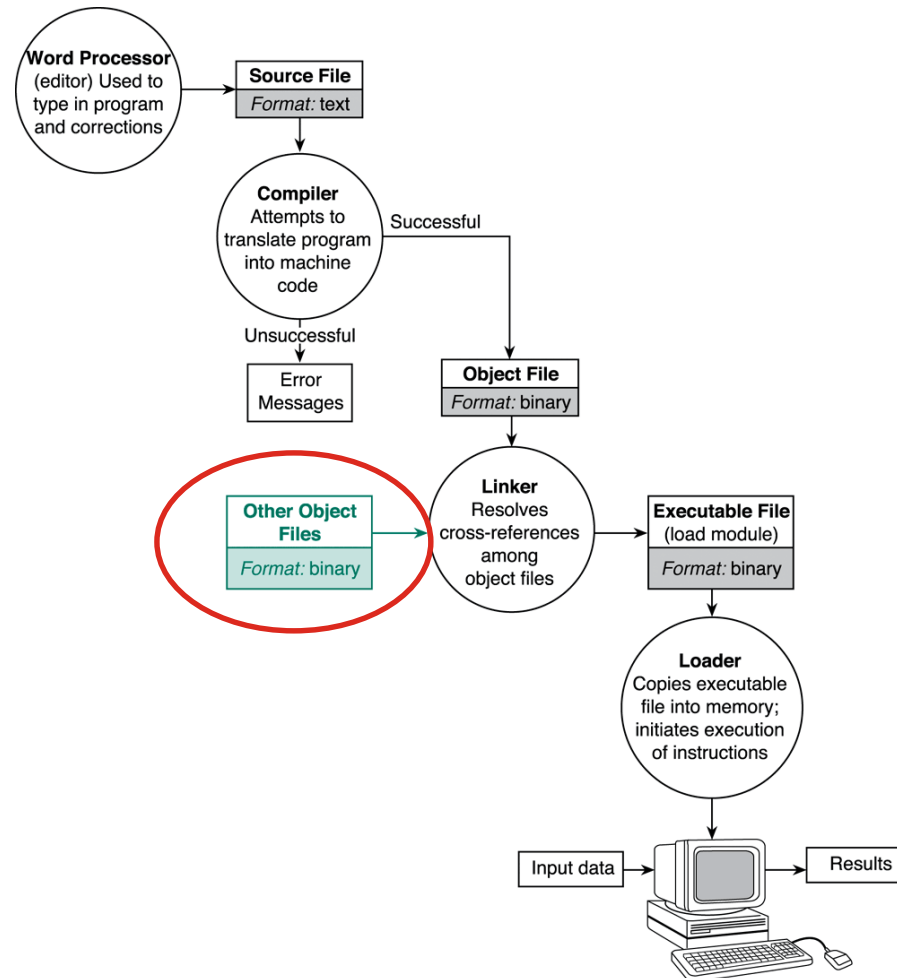 Word Processor
(editor) Used to
type in program
and corrections
Source File
Format: text
Compiler
Attempts to
translate program
into machine
code
Successful
Unsuccessful
Error
Messages
Object File
Format: binary
Other Object
Files
Format: binary
Linker
Resolves
cross-references
among
object files
Executable File
(load module)
Format: binary
Loader
Copies executable
file into memory;
initiates execution
of instructions
Input data
Results